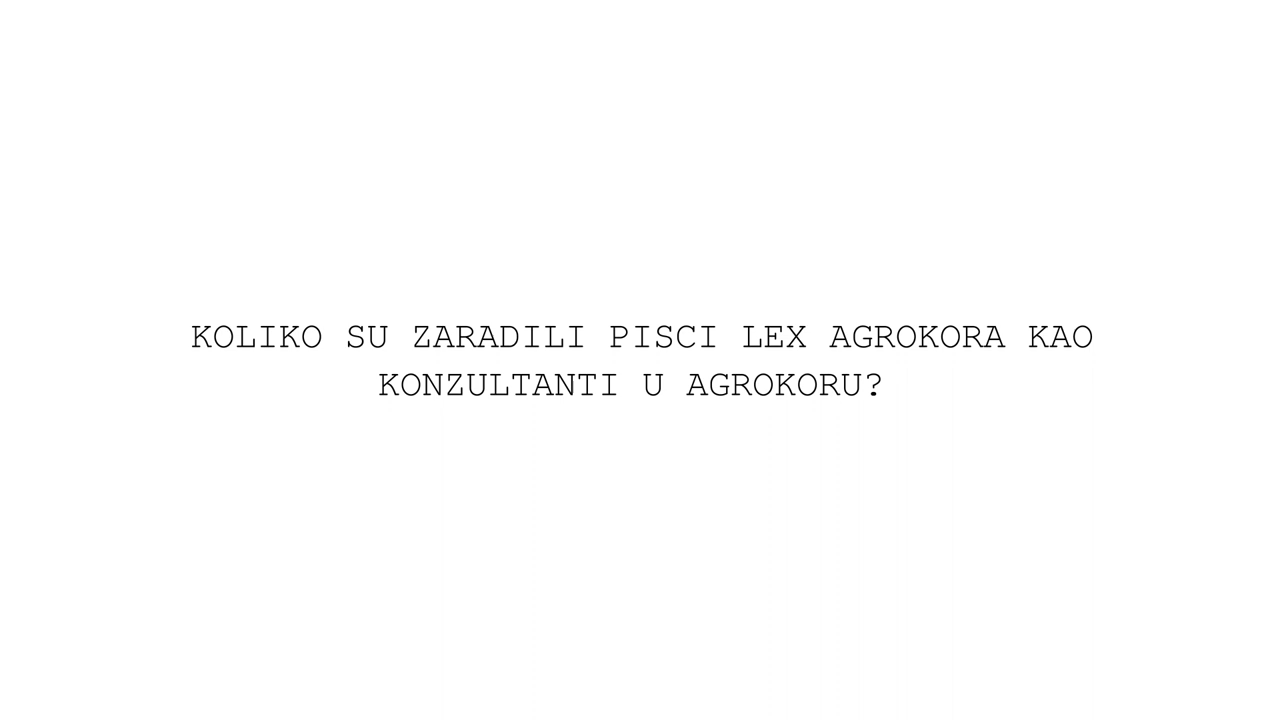 KOLIKO SU ZARADILI PISCI LEX AGROKORA KAO
KONZULTANTI U AGROKORU?